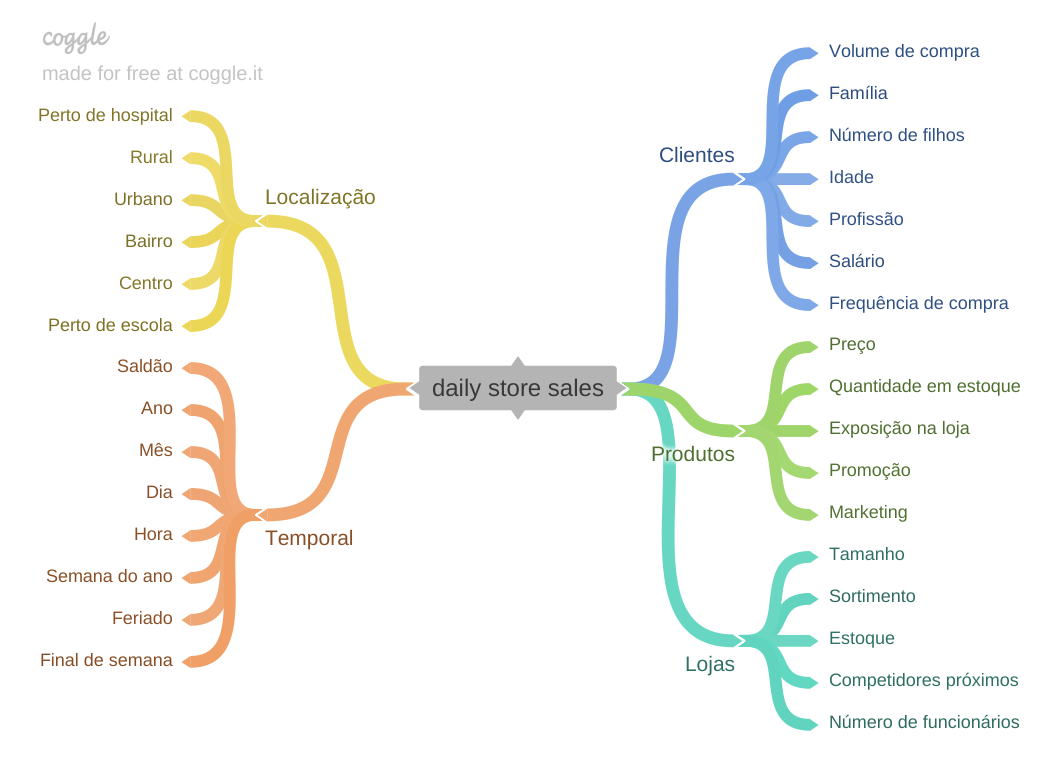 coggle
made for free at coggle.it
Localização
Perto de hospital
Rural
Urbano
Bairro
Centro
Perto de escola
Temporal
Saldão
Ano
Mês
Dia
Hora
Semana do ano
Feriado
Final de semana
daily store sales
Clientes
Volume de compra
Família
Número de filhos
Idade
Profissão
Salário
Frequência de compra
Produtos
Preço
Quantidade em estoque
Exposição na loja
Promoção
Marketing
Lojas
Tamanho
Sortimento
Estoque
Competidores próximos
Número de funcionários